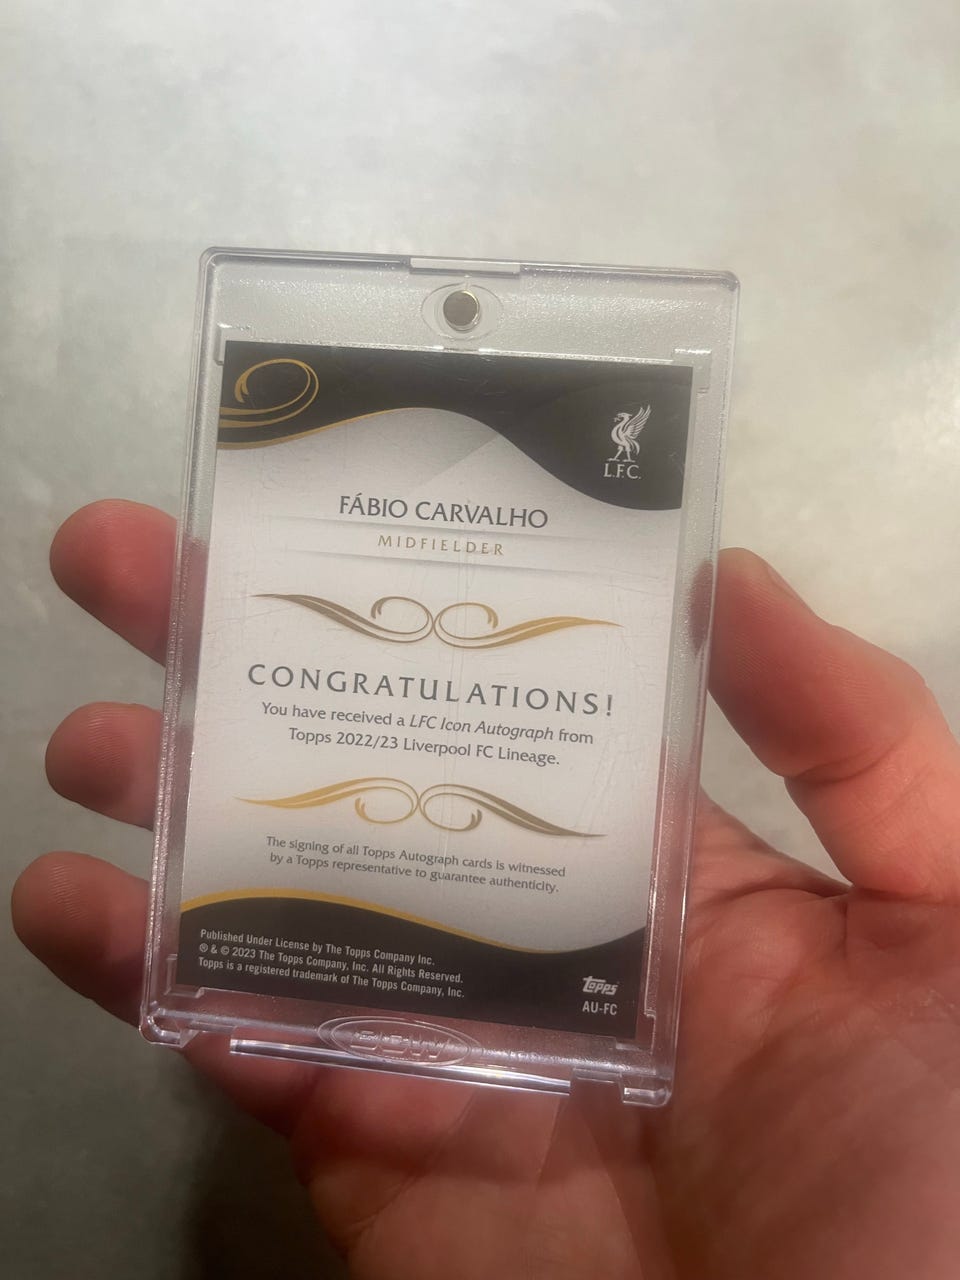 L.F.C.
FÁBIO CARVALHO
MIDFIELDER
CONGRATULATIONS!
You have received a LFC Icon Autograph from
Topps 2022/23 Liverpool FC Lineage.
The signing of all Topps Autograph cards is witnessed
by a Topps representative to guarantee authenticity.
Published Under License by The Topps Company Inc.
® & © 2023 The Topps Company, Inc. All Rights Reserved.
Topps is a registered trademark of The Topps Company, Inc.
Topps
AU-FC